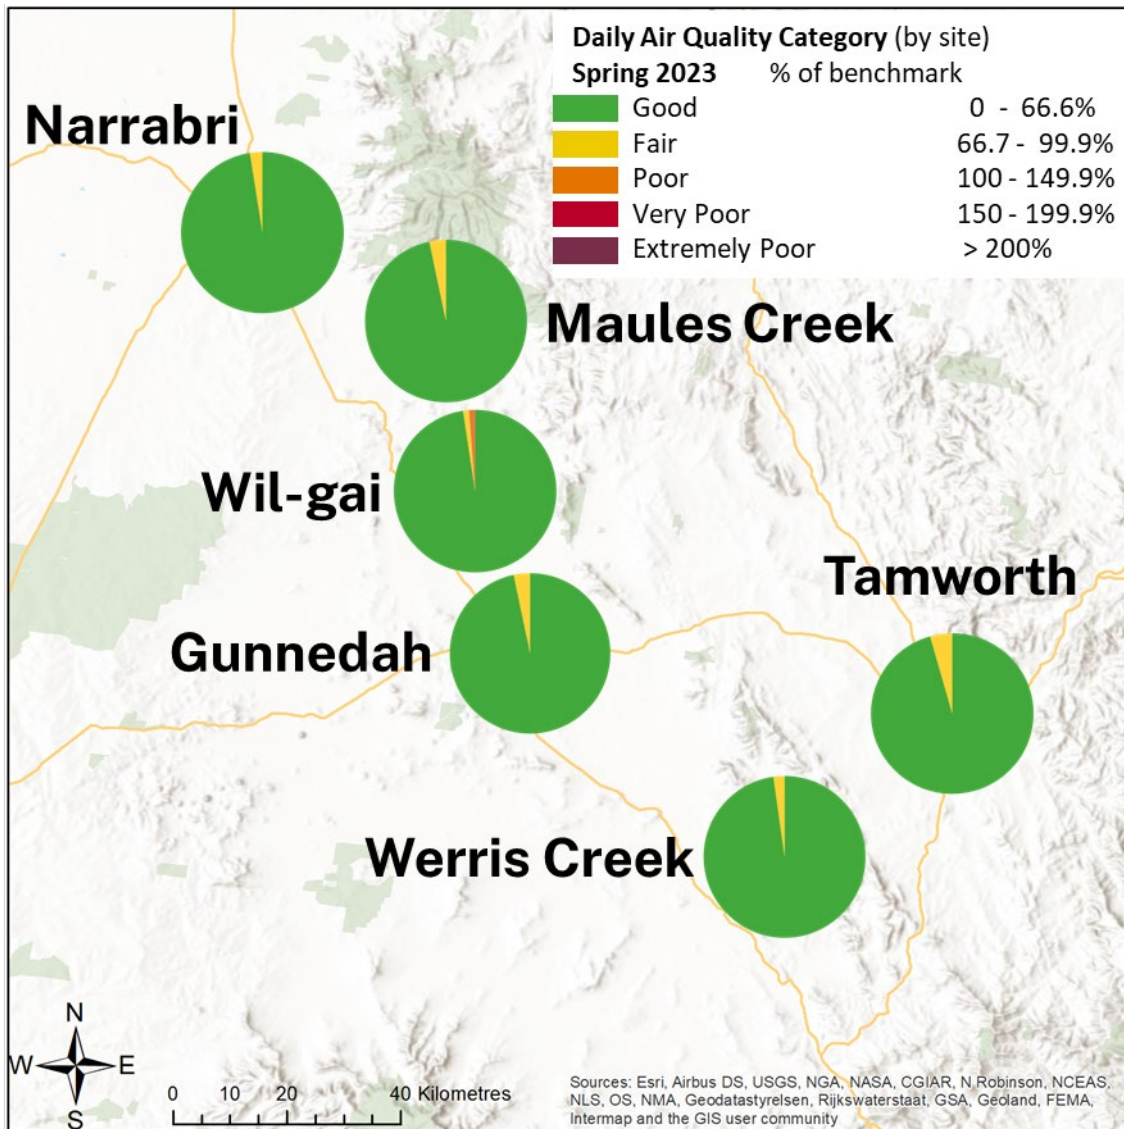 Daily Air Quality Category (by site)
Spring 2023 % of benchmark
Good 0 - 66.6%
Fair 66.7 - 99.9%
Poor 100 - 149.9%
Very Poor 150 - 199.9%
Extremely Poor > 200%
Narrabri
Maules Creek
Wil-gai
Tamworth
Gunnedah
Werris Creek
N
W E
S
0 10 20 40 Kilometres
Sources: Esri, Airbus DS, USGS, NGA, NASA, CGIAR, N Robinson, NCEAS,
NLS, OS, NMA, Geodatastyrelsen, Rijkswaterstaat, GSA, Geoland, FEMA,
Intermap and the GIS user community